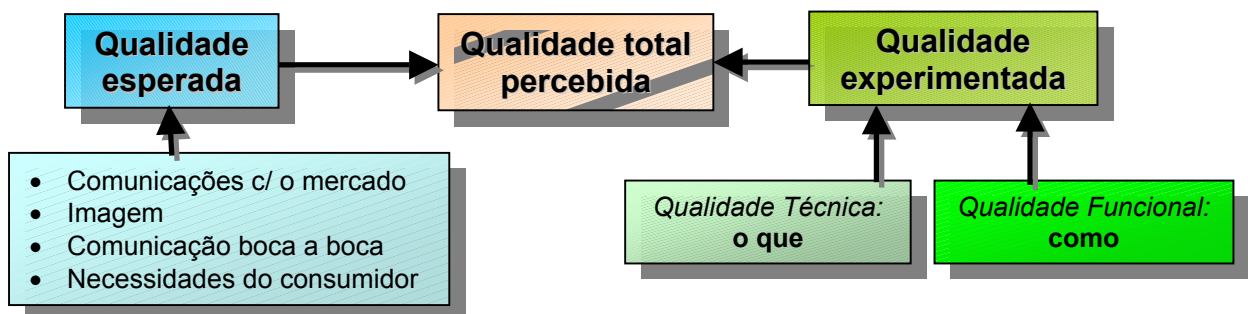 Qualidade
esperada
Qualidade total
percebida
Qualidade
experimentada
• Comunicações c/ o mercado
• Imagem
• Comunicação boca a boca
• Necessidades do consumidor
Qualidade Técnica:
o que
Qualidade Funcional:
como